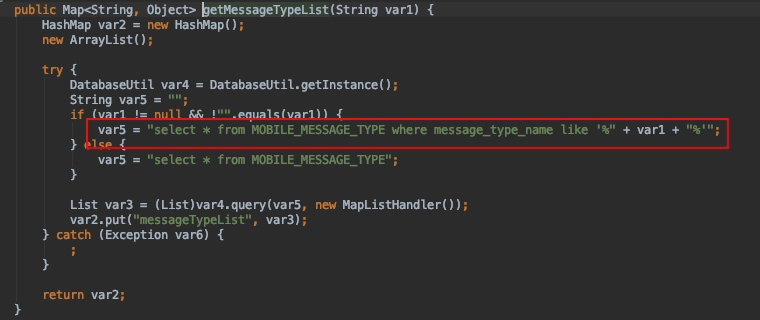 public Map<String, Object> getMessageTypeList(String var1) {
HashMap var2 = new HashMap();
new ArrayList();
try {
DatabaseUtil var4 = DatabaseUtil.getInstance();
String var5 = "";
if (var1 != null && !"".equals(var1)) {
var5 = "select * from MOBILE_MESSAGE_TYPE where message_type_name like '%" + var1 + "%'";
} else {
var5 = "select * from MOBILE_MESSAGE_TYPE";
}
List var3 = (List)var4.query(var5, new MapListHandler());
var2.put("messageTypeList", var3);
} catch (Exception var6) {
;
}
return var2;
}